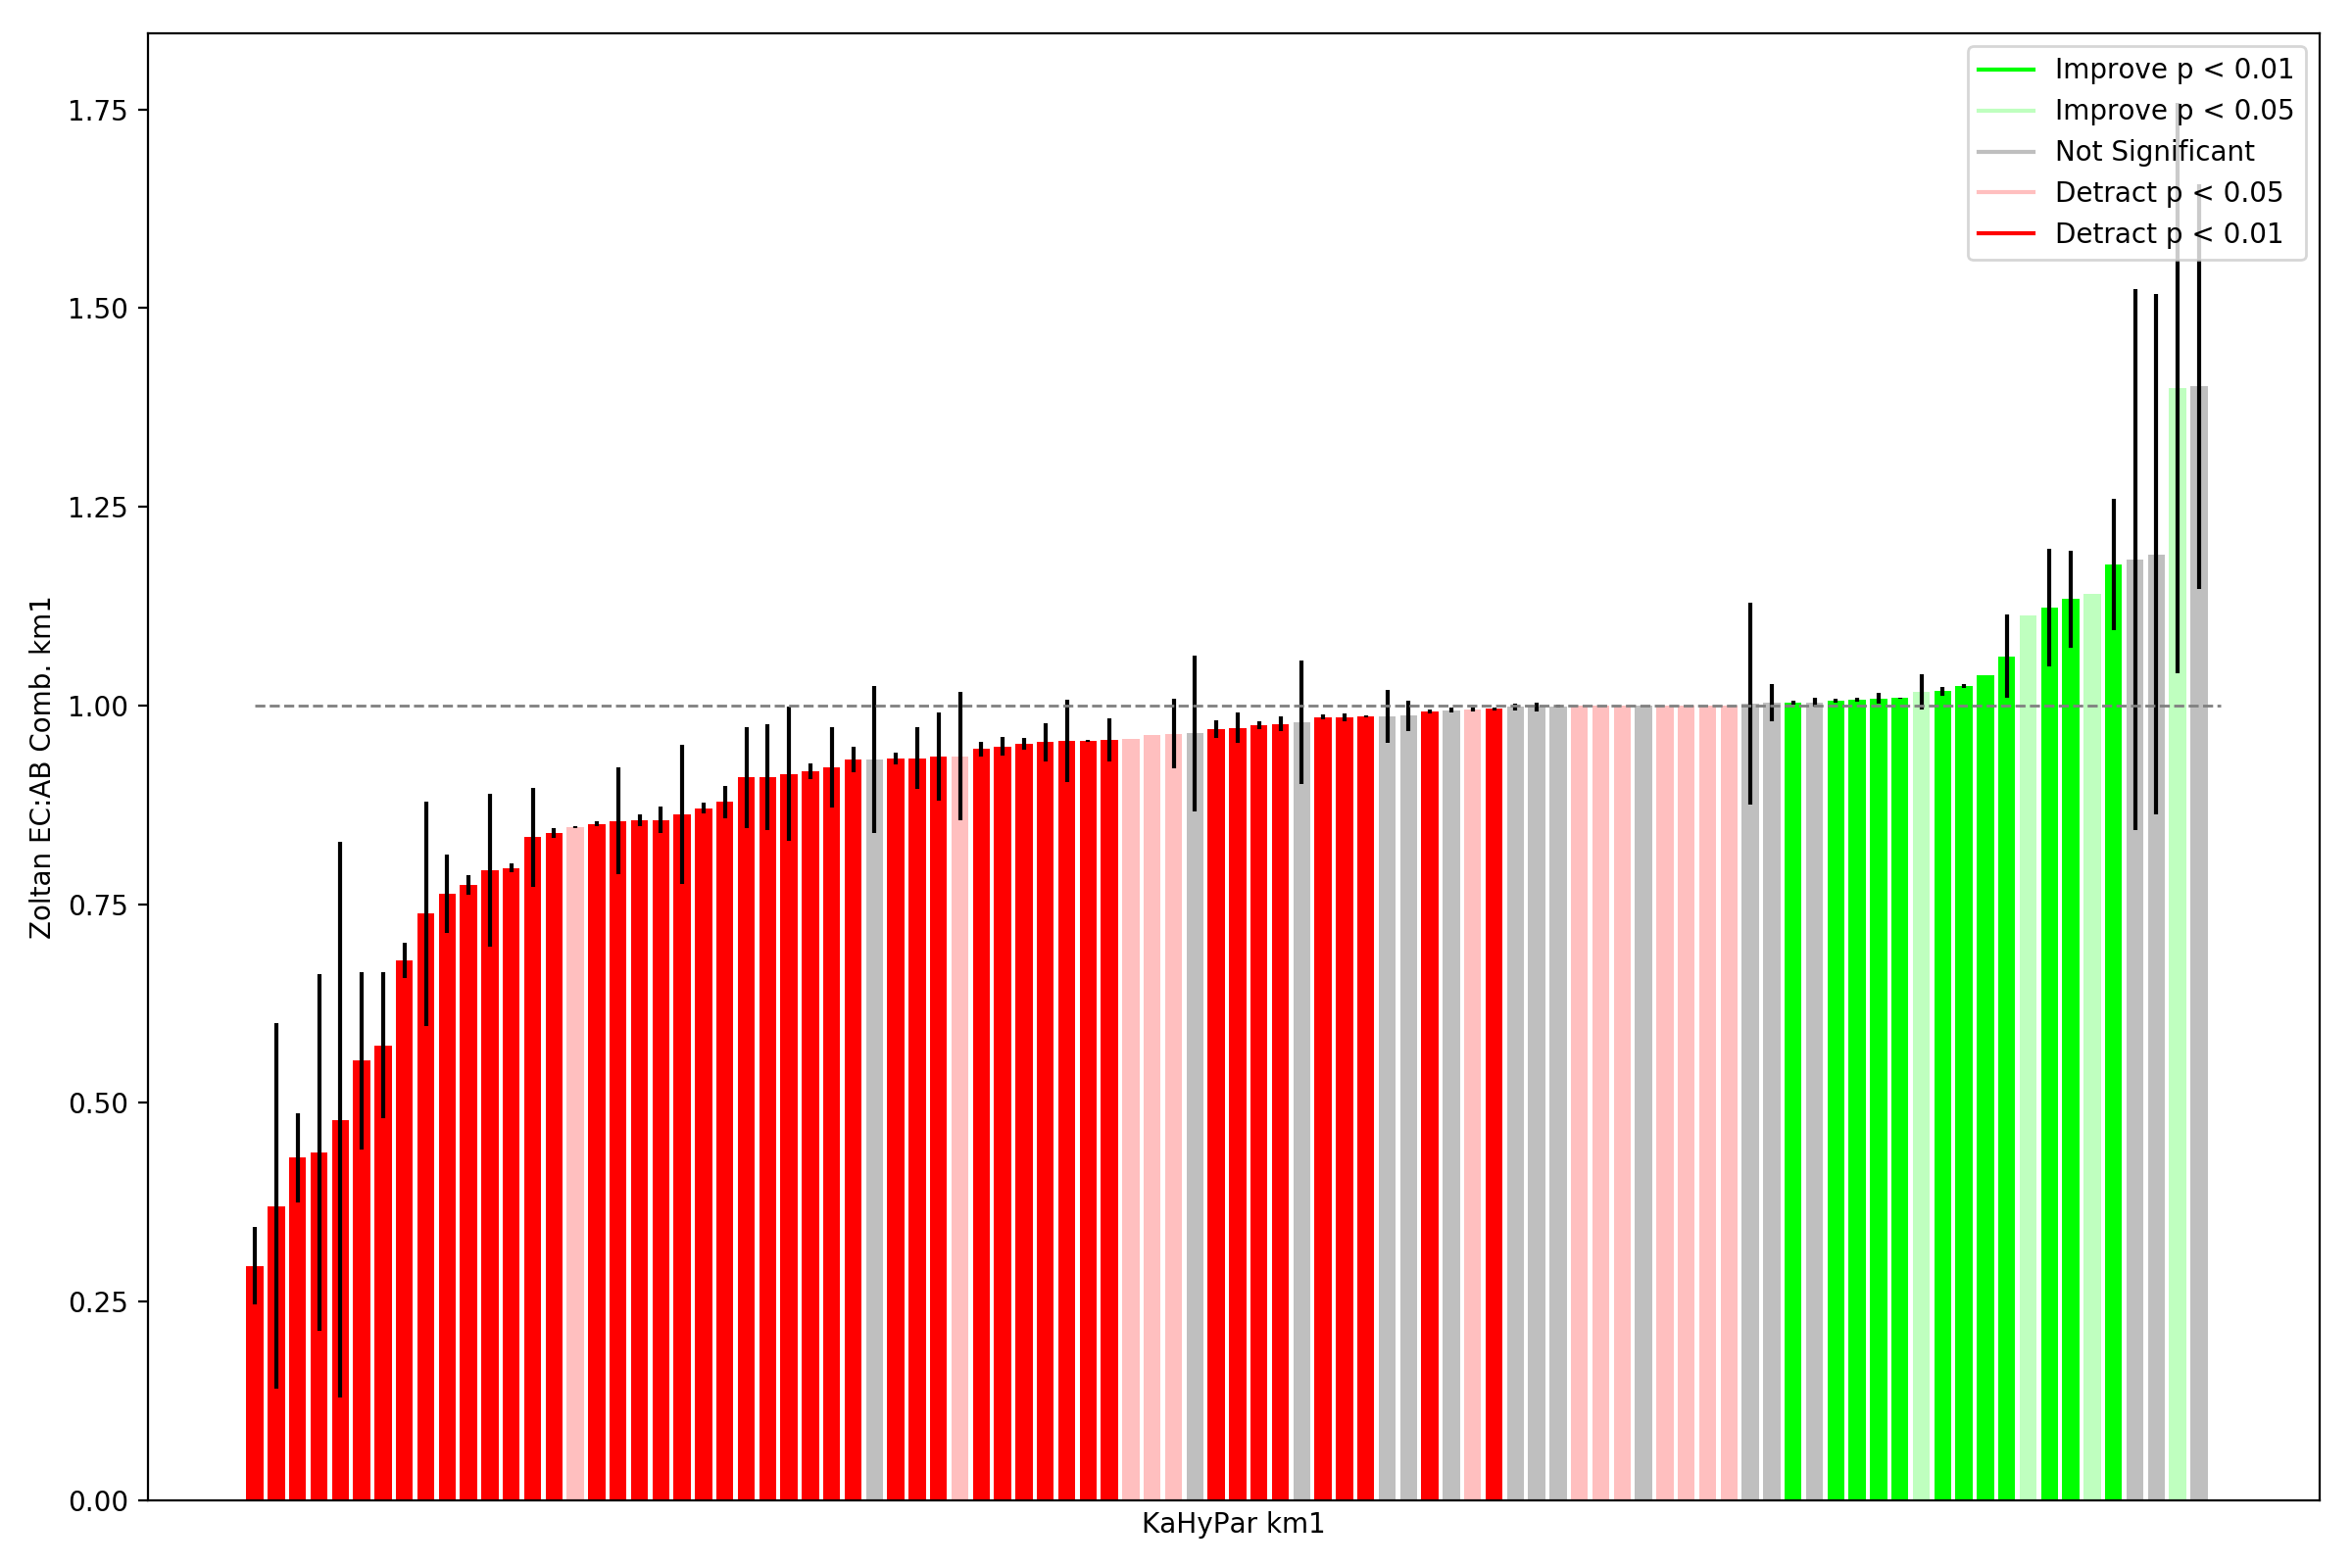 Improve p < 0.01
Improve p < 0.05
Not Significant
Detract p < 0.05
Detract p < 0.01
1.75
1.50
1.25
1.00
0.75
0.50
0.25
0.00
Zoltan EC:AB Comb. km1
KaHyPar km1